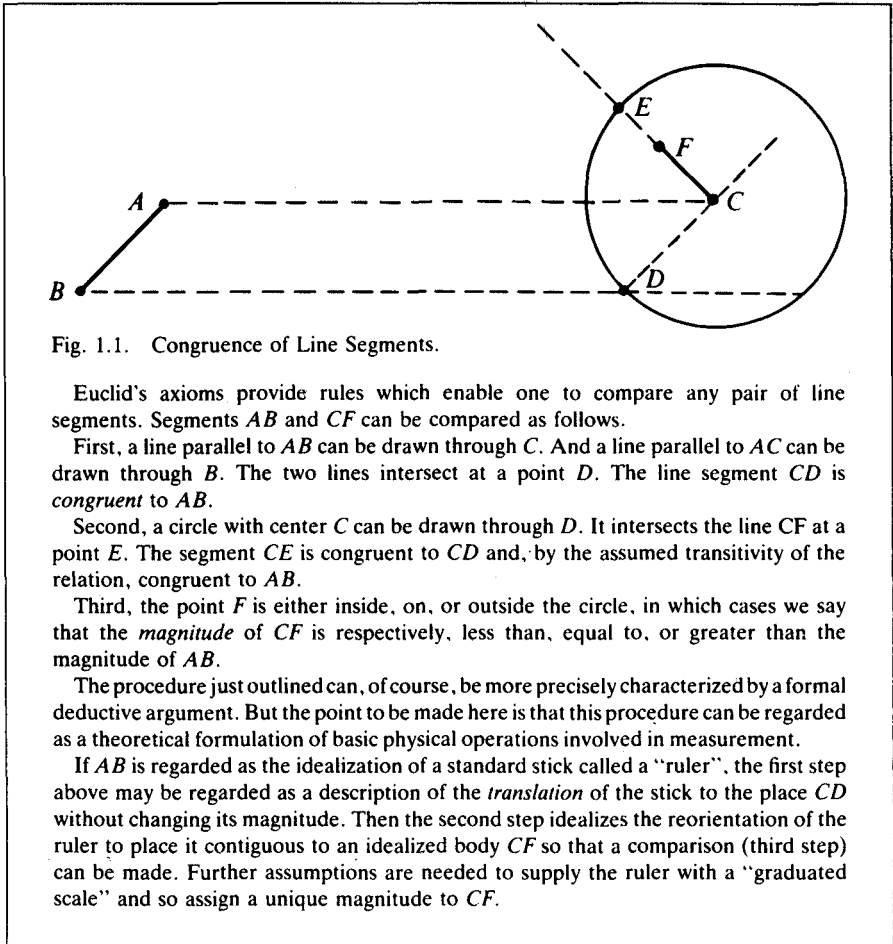 E
F
A
C
B
D
Fig. 1.1. Congruence of Line Segments.
Euclid's axioms provide rules which enable one to compare any pair of line
segments. Segments AB and CF can be compared as follows.
First, a line parallel to AB can be drawn through C. And a line parallel to AC can be
drawn through B. The two lines intersect at a point D. The line segment CD is
congruent to AB.
Second, a circle with center C can be drawn through D. It intersects the line CF at a
point E. The segment CE is congruent to CD and, by the assumed transitivity of the
relation, congruent to AB.
Third, the point F is either inside, on, or outside the circle, in which cases we say
that the magnitude of CF is respectively, less than, equal to, or greater than the
magnitude of AB.
The procedure just outlined can, of course, be more precisely characterized by a formal
deductive argument. But the point to be made here is that this procedure can be regarded
as a theoretical formulation of basic physical operations involved in measurement.
If AB is regarded as the idealization of a standard stick called a "ruler", the first step
above may be regarded as a description of the translation of the stick to the place CD
without changing its magnitude. Then the second step idealizes the reorientation of the
ruler to place it contiguous to an idealized body CF so that a comparison (third step)
can be made. Further assumptions are needed to supply the ruler with a "graduated
scale" and so assign a unique magnitude to CF.